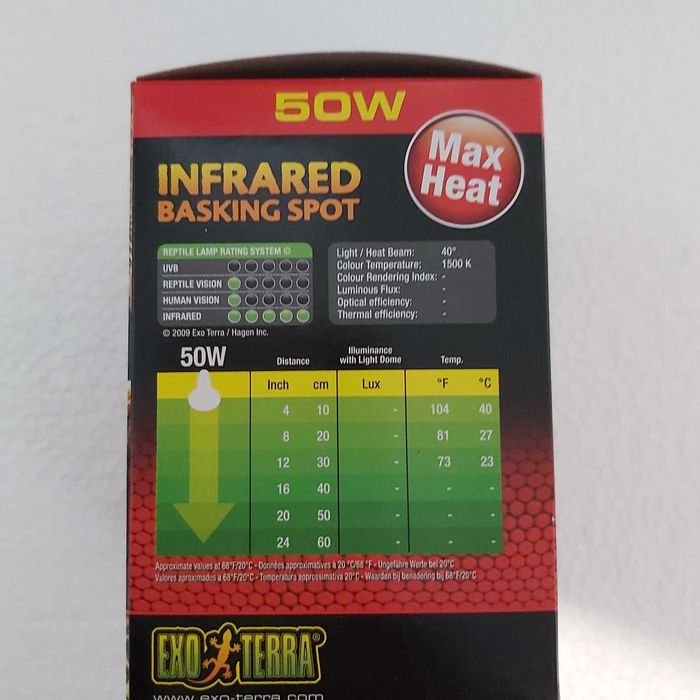 50W
Max
Heat
INFRARED
BASKING SPOT
REPTILE LAMP RATING SYSTEM ©
UVB
REPTILE VISION
HUMAN VISION
INFRARED
© 2009 Exo Terra / Hagen Inc.
Light / Heat Beam: 40°
Colour Temperature: 1500 K
Colour Rendering Index: -
Luminous Flux: -
Optical efficiency: -
Thermal efficiency: -
50W
Distance Illuminance with Light Dome Temp.
Inch cm Lux °F °C
4 10 - 104 40
8 20 - 81 27
12 30 - 73 23
16 40 - - -
20 50 - - -
24 60 - - -
Approximate values at 68°F/20°C - Données approximatives à 20 °C/68 °F - Ungefähre Werte bei 20°C
Valores aproximados a 68°F/20°C - Temperatura approssimativa 20°C - Waarden bij benadering bij 68°F/20°C
EXO TERRA®
www.exo-terra.com